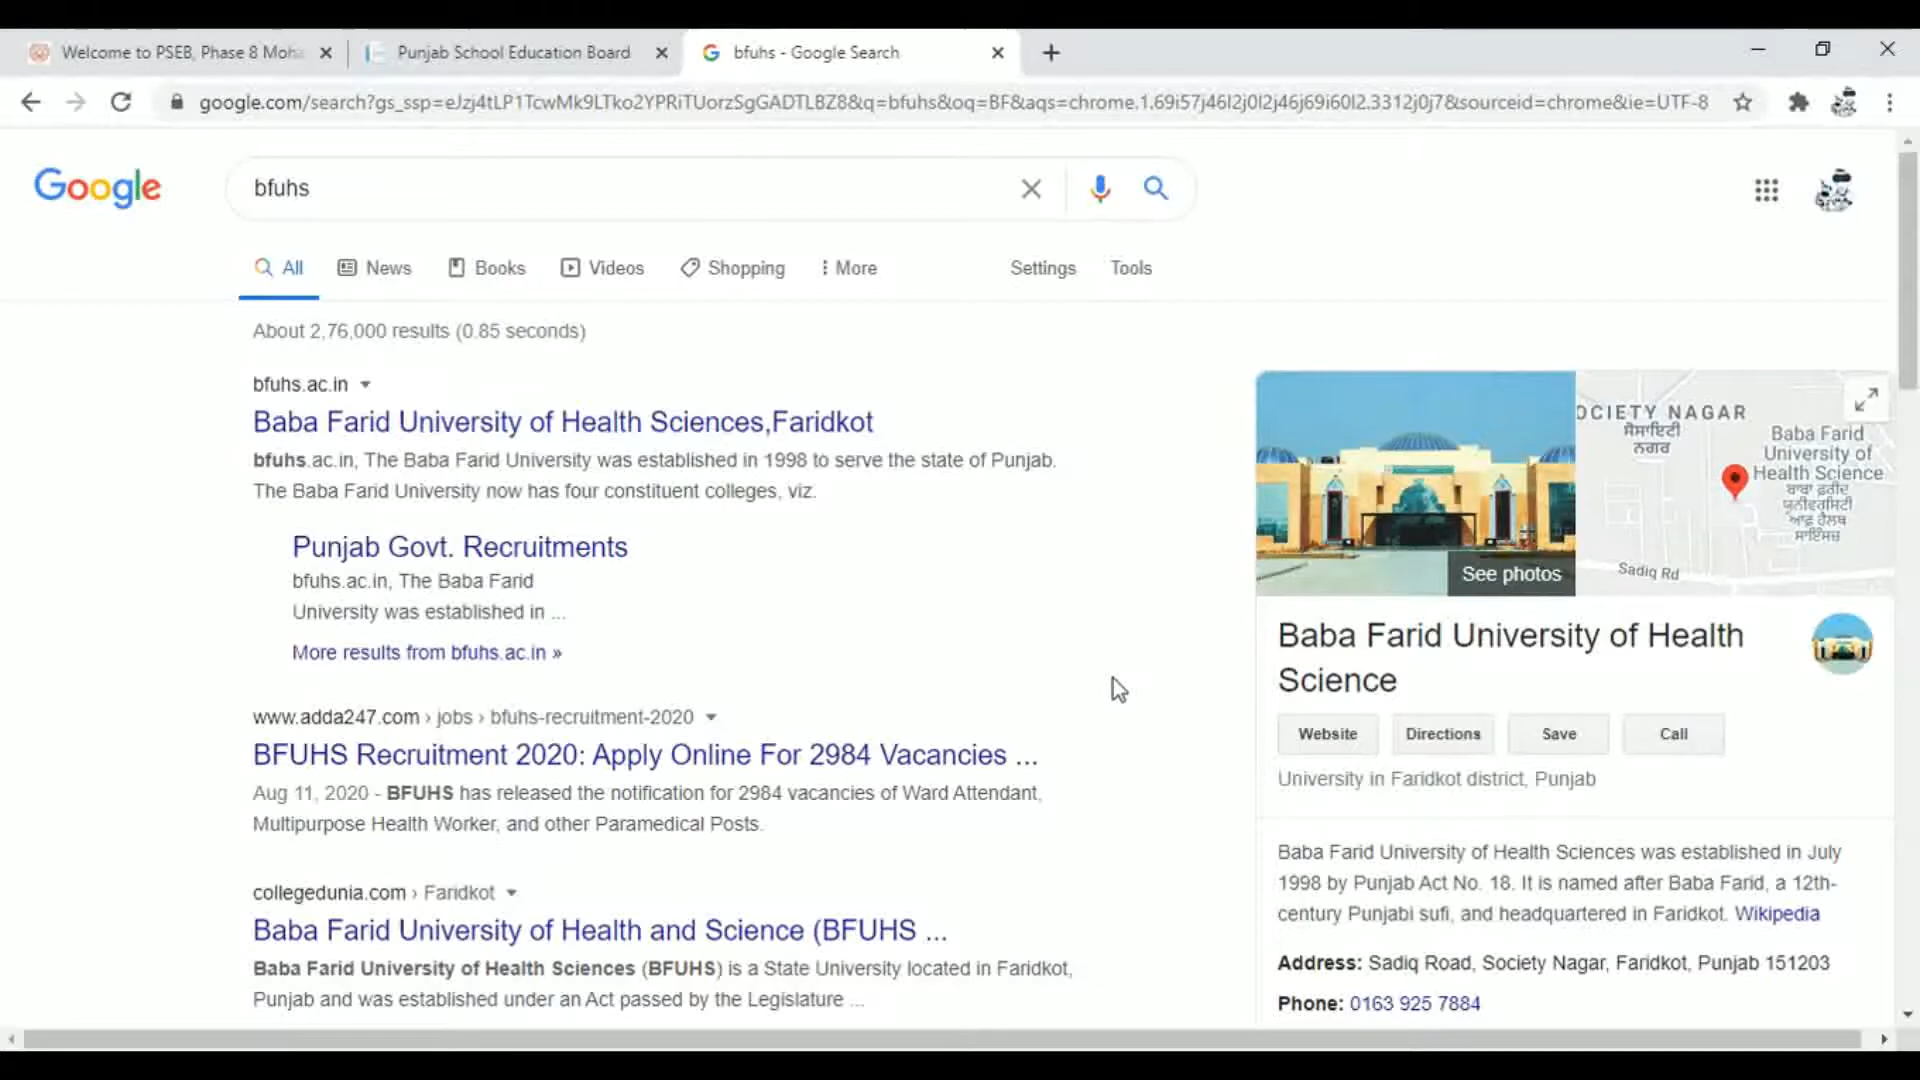 Welcome to PSEB, Phase 8 Moha
Punjab School Education Board
bfuhs - Google Search
google.com/search?gs_ssp=eJzj4tLP1TcwMk9LTko2YPRiTUorzSgGADTLBZ8&q=bfuhs&oq=BF&aqs=chrome.1.69i57j46l2j0l2j46j69i60l2.3312j0j7&sourceid=chrome&ie=UTF-8
Google
bfuhs
All
News
Books
Videos
Shopping
More
Settings
Tools
About 2,76,000 results (0.85 seconds)
bfuhs.ac.in
Baba Farid University of Health Sciences,Faridkot
bfuhs.ac.in, The Baba Farid University was established in 1998 to serve the state of Punjab.
The Baba Farid University now has four constituent colleges, viz.
Punjab Govt. Recruitments
bfuhs.ac.in, The Baba Farid
University was established in ...
More results from bfuhs.ac.in »
www.adda247.com › jobs › bfuhs-recruitment-2020
BFUHS Recruitment 2020: Apply Online For 2984 Vacancies ...
Aug 11, 2020 - BFUHS has released the notification for 2984 vacancies of Ward Attendant,
Multipurpose Health Worker, and other Paramedical Posts.
collegedunia.com › Faridkot
Baba Farid University of Health and Science (BFUHS ...
Baba Farid University of Health Sciences (BFUHS) is a State University located in Faridkot,
Punjab and was established under an Act passed by the Legislature ...
See photos
OCIETY NAGAR
ਸੋਸਾਇਟੀ
ਨਗਰ
Baba Farid
University of
Health Science
ਬਾਬਾ ਫ਼ਰੀਦ
ਯੂਨੀਵਰਸਿਟੀ
ਆਫ਼ ਹੈਲਥ
ਸਾਇੰਸਜ਼
Sadiq Rd
Baba Farid University of Health
Science
Website
Directions
Save
Call
University in Faridkot district, Punjab
Baba Farid University of Health Sciences was established in July
1998 by Punjab Act No. 18. It is named after Baba Farid, a 12th-
century Punjabi sufi, and headquartered in Faridkot. Wikipedia
Address: Sadiq Road, Society Nagar, Faridkot, Punjab 151203
Phone: 0163 925 7884